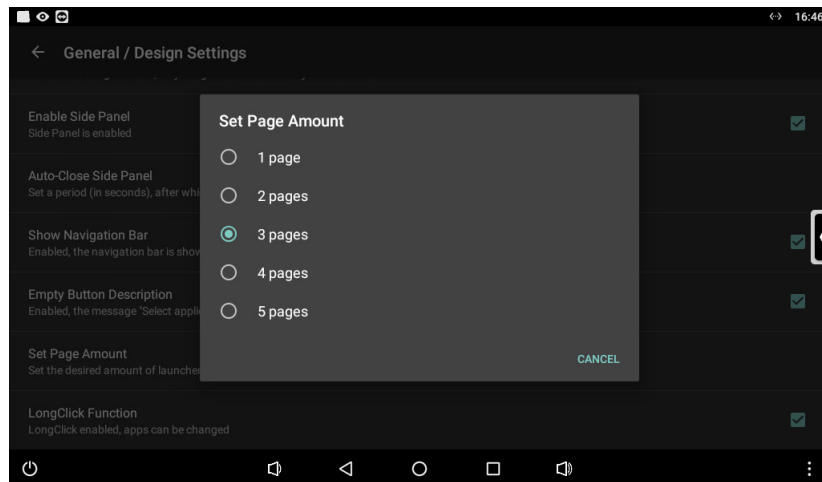 16:46
General / Design Settings
Enable Side Panel
Side Panel is enabled
Auto-Close Side Panel
Set a period (in seconds), after whi
Show Navigation Bar
Enabled, the navigation bar is show
Empty Button Description
Enabled, the message "Select appli
Set Page Amount
Set the desired amount of launcher
LongClick Function
LongClick enabled, apps can be changed
Set Page Amount
1 page
2 pages
3 pages
4 pages
5 pages
CANCEL